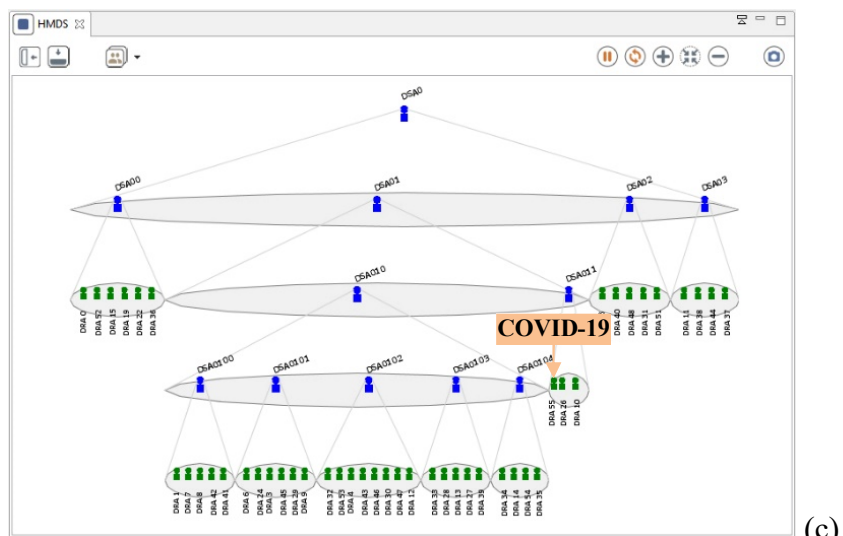 HMDS
DSA0
DSA00
DSA01
DSA02
DSA03
DSA010
DSA011
DRA 0
DRA 52
DRA 15
DRA 19
DRA 22
DRA 36
DRA 40
DRA 48
DRA 31
DRA 51
DRA 11
DRA 38
DRA 44
DRA 37
COVID-19
DSA0100
DSA0101
DSA0102
DSA0103
DSA0104
DRA 55
DRA 26
DRA 10
DRA 1
DRA 7
DRA 8
DRA 42
DRA 41
DRA 6
DRA 24
DRA 3
DRA 45
DRA 29
DRA 9
DRA 32
DRA 53
DRA 4
DRA 43
DRA 46
DRA 30
DRA 47
DRA 12
DRA 33
DRA 28
DRA 13
DRA 27
DRA 39
DRA 34
DRA 14
DRA 54
DRA 35
(c)